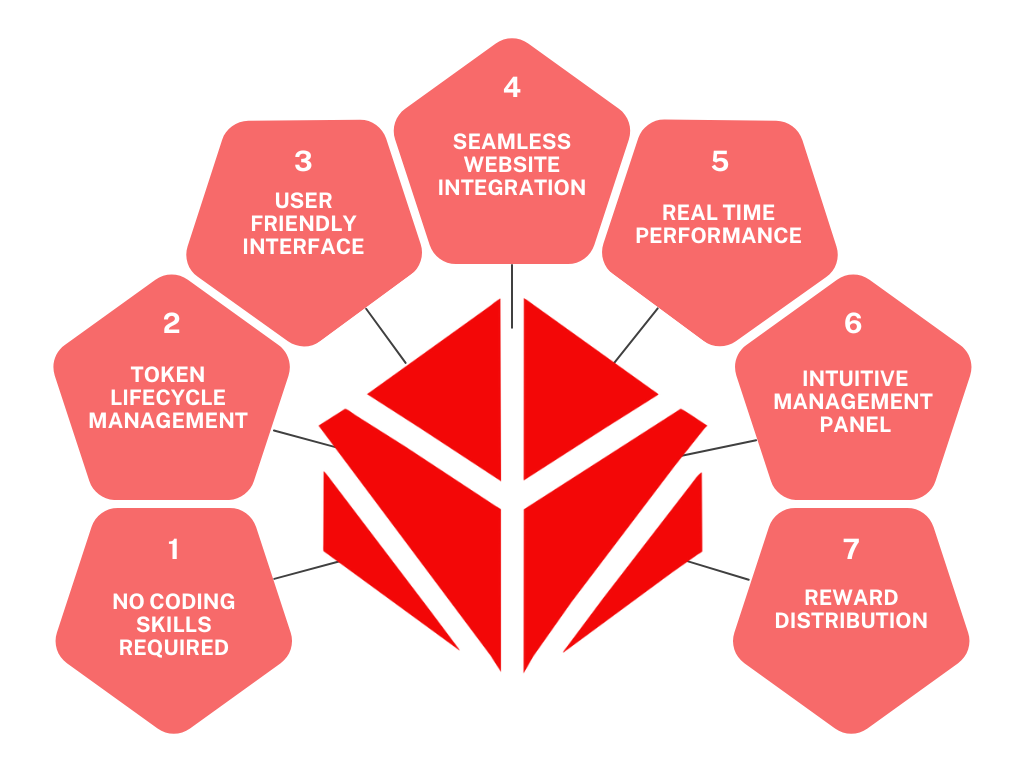 1
NO CODING
SKILLS
REQUIRED
2
TOKEN
LIFECYCLE
MANAGEMENT
3
USER
FRIENDLY
INTERFACE
4
SEAMLESS
WEBSITE
INTEGRATION
5
REAL TIME
PERFORMANCE
6
INTUITIVE
MANAGEMENT
PANEL
7
REWARD
DISTRIBUTION